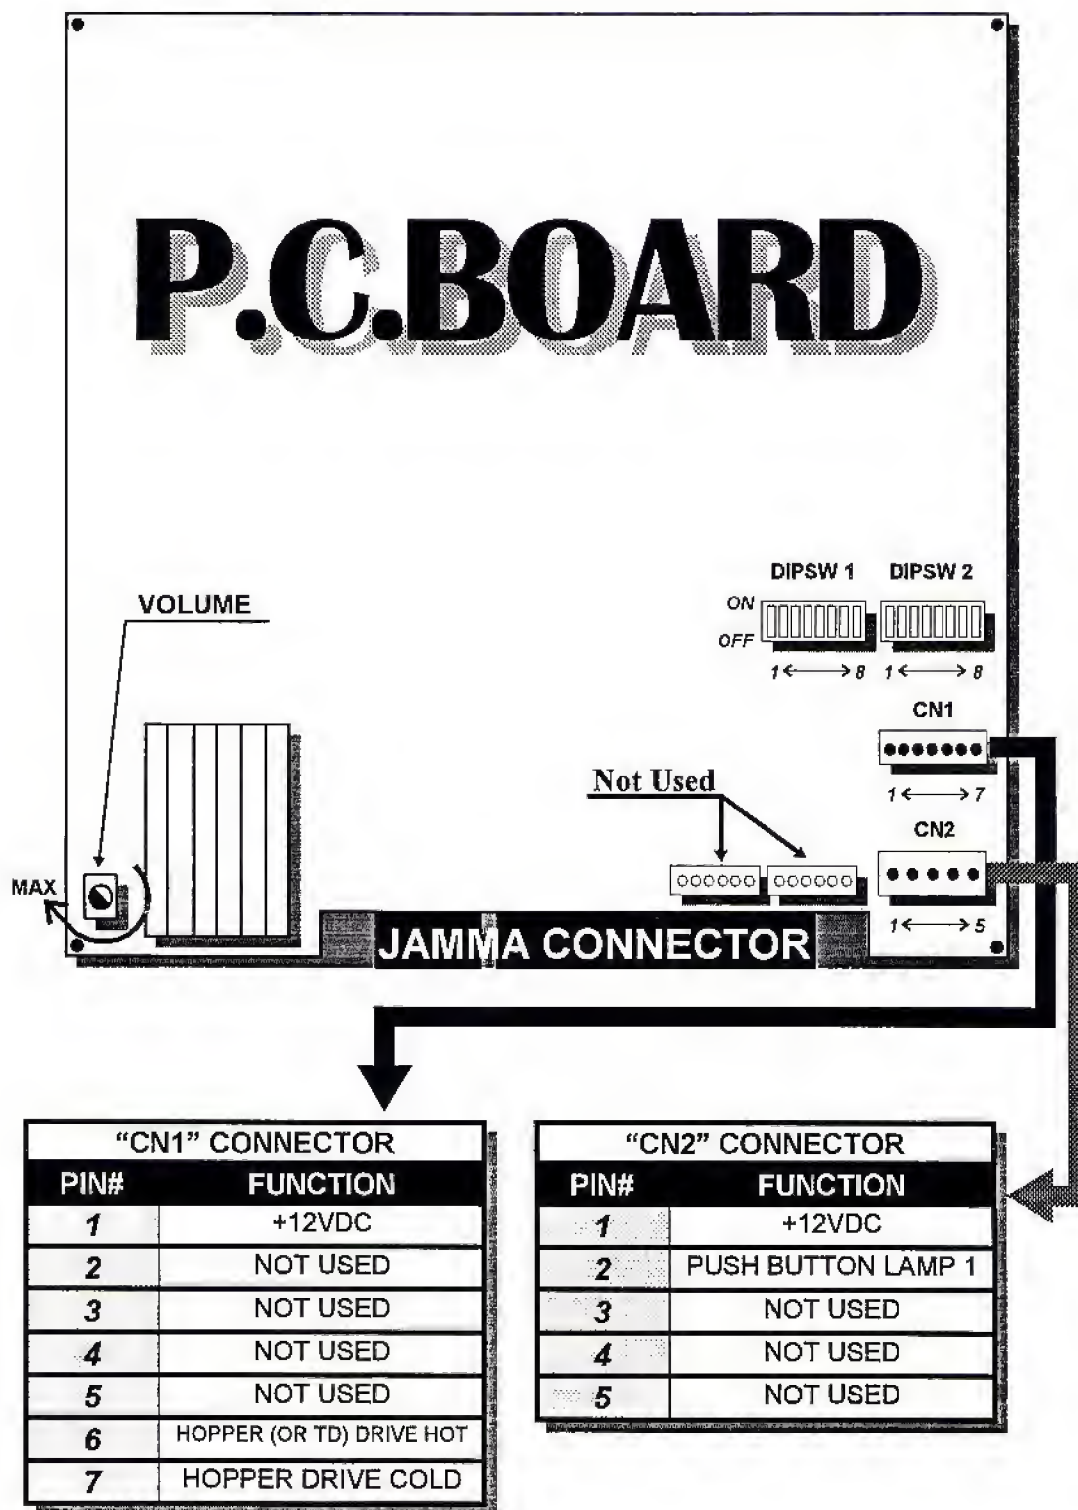 P.C.BOARD
DIPSW 1 DIPSW 2
ON
OFF
1 8 1 8
VOLUME
CN1
1 7
Not Used
CN2
MAX
1 5
JAMMA CONNECTOR
“CN1” CONNECTOR
PIN# FUNCTION
1 +12VDC
2 NOT USED
3 NOT USED
4 NOT USED
5 NOT USED
6 HOPPER (OR TD) DRIVE HOT
7 HOPPER DRIVE COLD
“CN2” CONNECTOR
PIN# FUNCTION
1 +12VDC
2 PUSH BUTTON LAMP 1
3 NOT USED
4 NOT USED
5 NOT USED